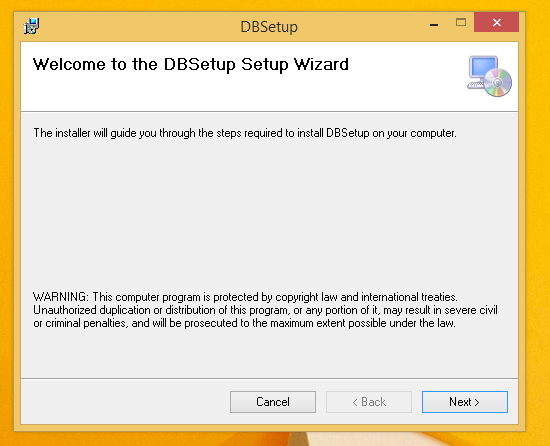 DBSetup
Welcome to the DBSetup Setup Wizard
The installer will guide you through the steps required to install DBSetup on your computer.
WARNING: This computer program is protected by copyright law and international treaties.
Unauthorized duplication or distribution of this program, or any portion of it, may result in severe civil
or criminal penalties, and will be prosecuted to the maximum extent possible under the law.
Cancel
< Back
Next >